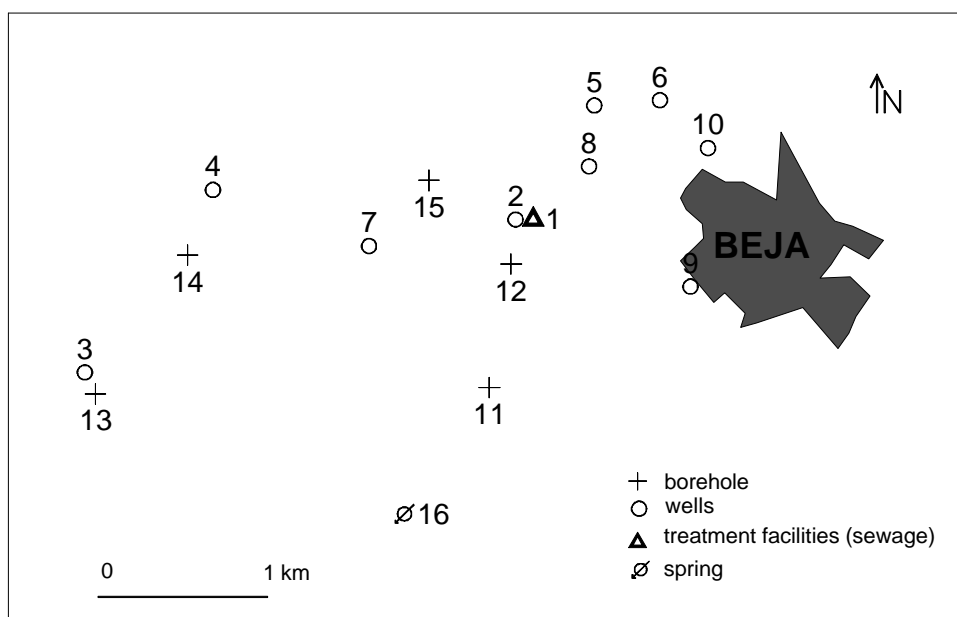 6
5
N
10
8
4
15
2
1
7
BEJA
9
14
12
3
13
11
borehole
wells
16
treatment facilities (sewage)
0 1 km
spring